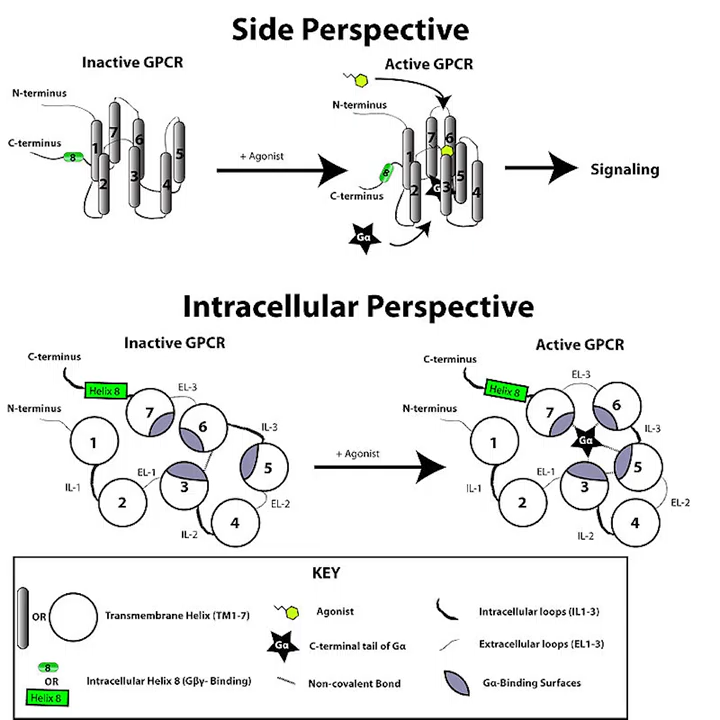 Side Perspective
Inactive GPCR
Active GPCR
N-terminus
N-terminus
C-terminus
8
1
7
6
5
2
3
4
+ Agonist
7
6
1
5
8
2
3
4
G
C-terminus
Gα
Signaling
Intracellular Perspective
Inactive GPCR
Active GPCR
C-terminus
C-terminus
Helix 8
EL-3
Helix 8
EL-3
N-terminus
7
6
IL-3
N-terminus
7
6
IL-3
1
Gα
1
+ Agonist
5
5
IL-1
EL-1
3
EL-2
IL-1
EL-1
3
EL-2
2
4
2
4
IL-2
IL-2
KEY
OR
Transmembrane Helix (TM1-7)
Agonist
Intracellular loops (IL1-3)
Gα
C-terminal tail of Gα
Extracellular loops (EL1-3)
8
OR
Helix 8
Intracellular Helix 8 (Gβγ- Binding)
Non-covalent Bond
Gα-Binding Surfaces